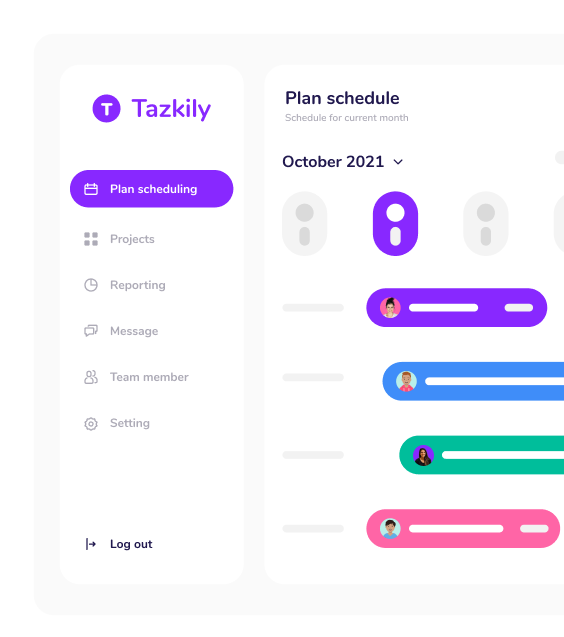 Tazkily
Plan scheduling
Projects
Reporting
Message
Team member
Setting
Log out
Plan schedule
Schedule for current month
October 2021